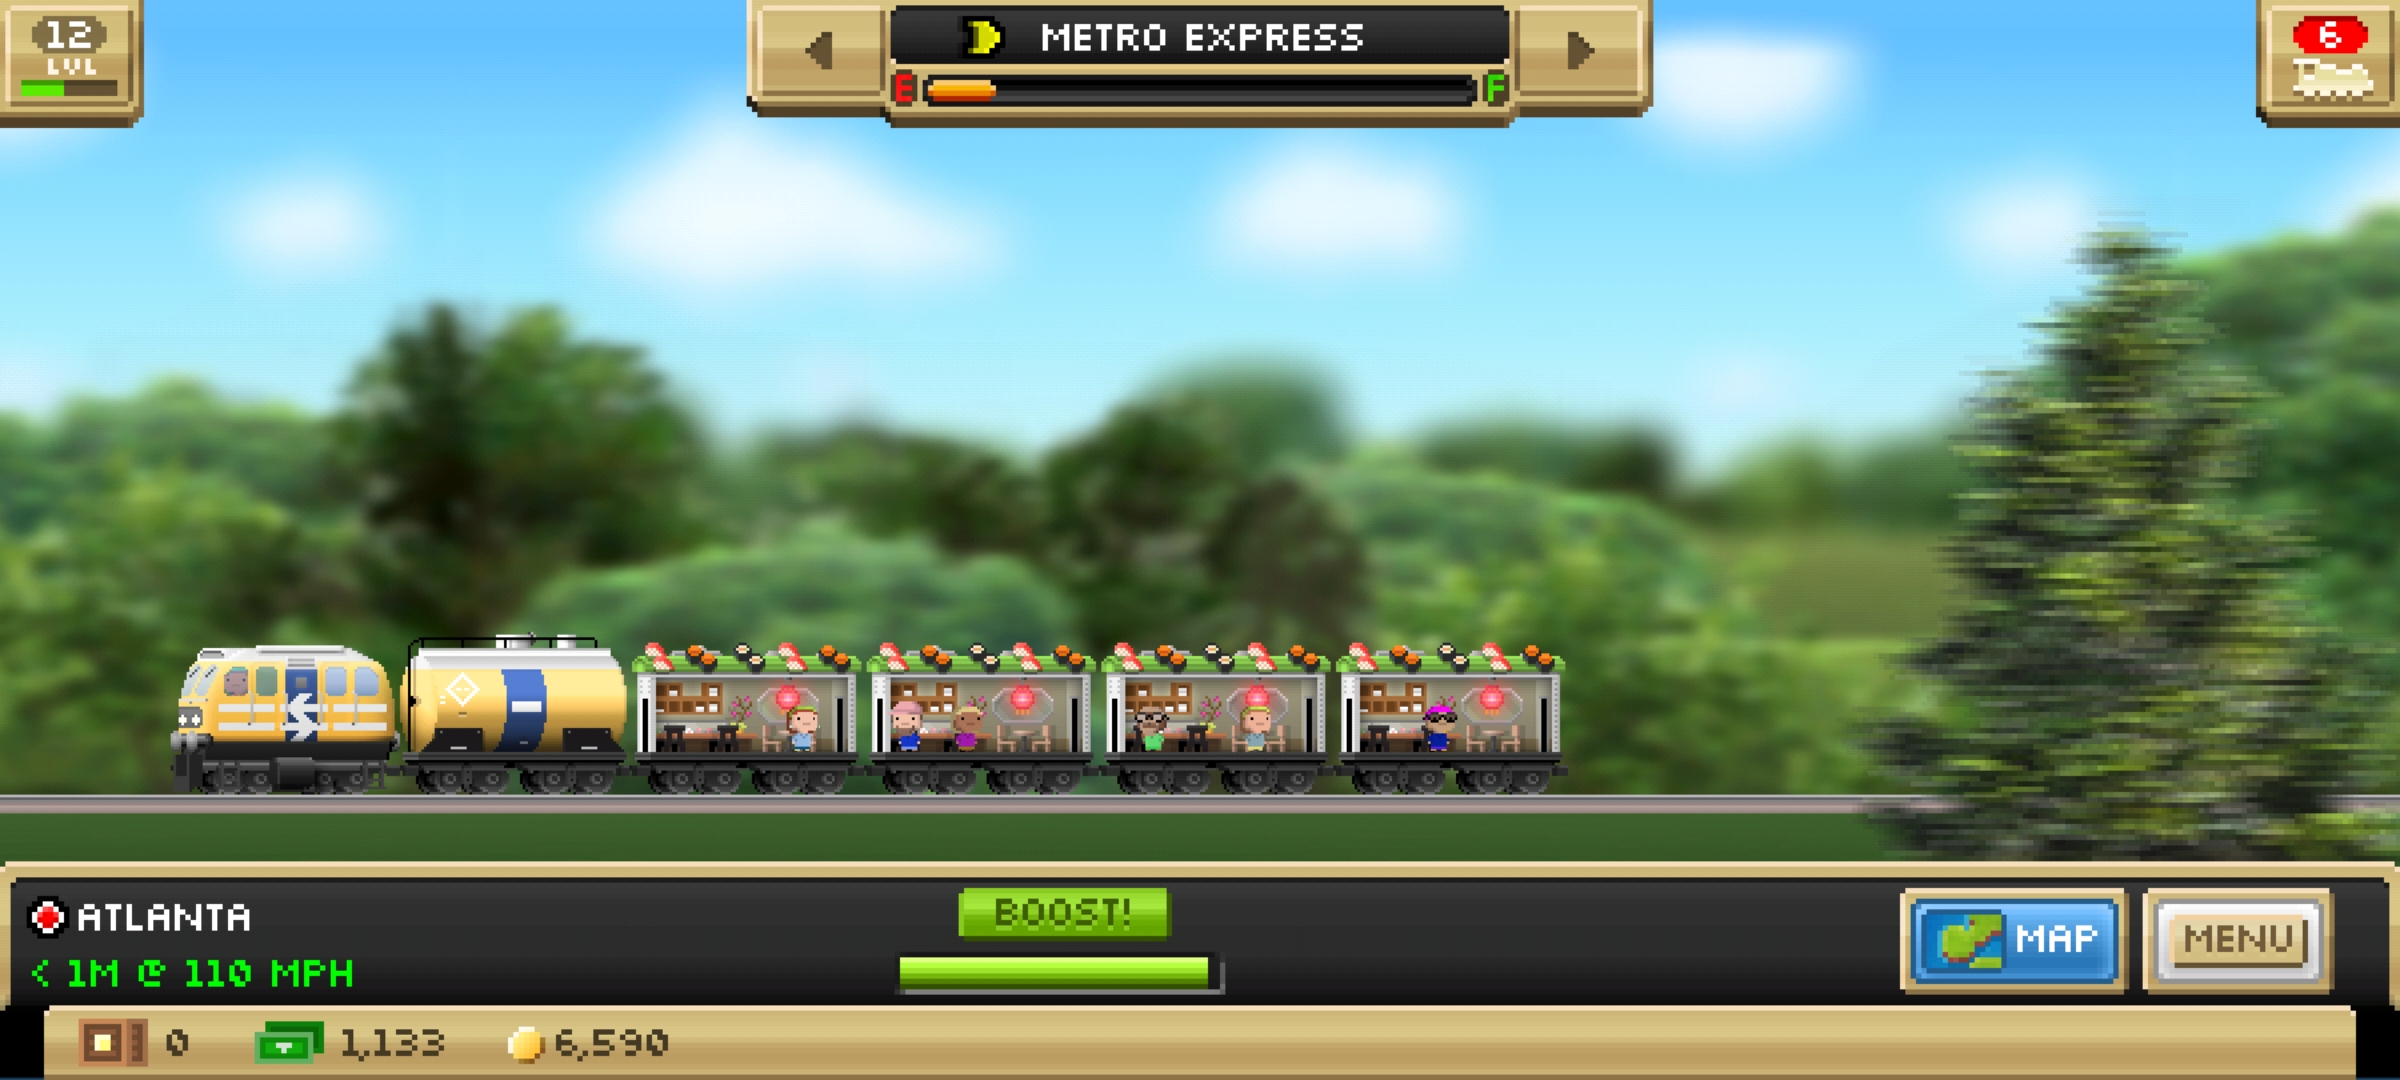 12
LVL
METRO EXPRESS
E F
6
ATLANTA
< 1M @ 110 MPH
BOOST!
MAP
MENU
0
1,133
6,590